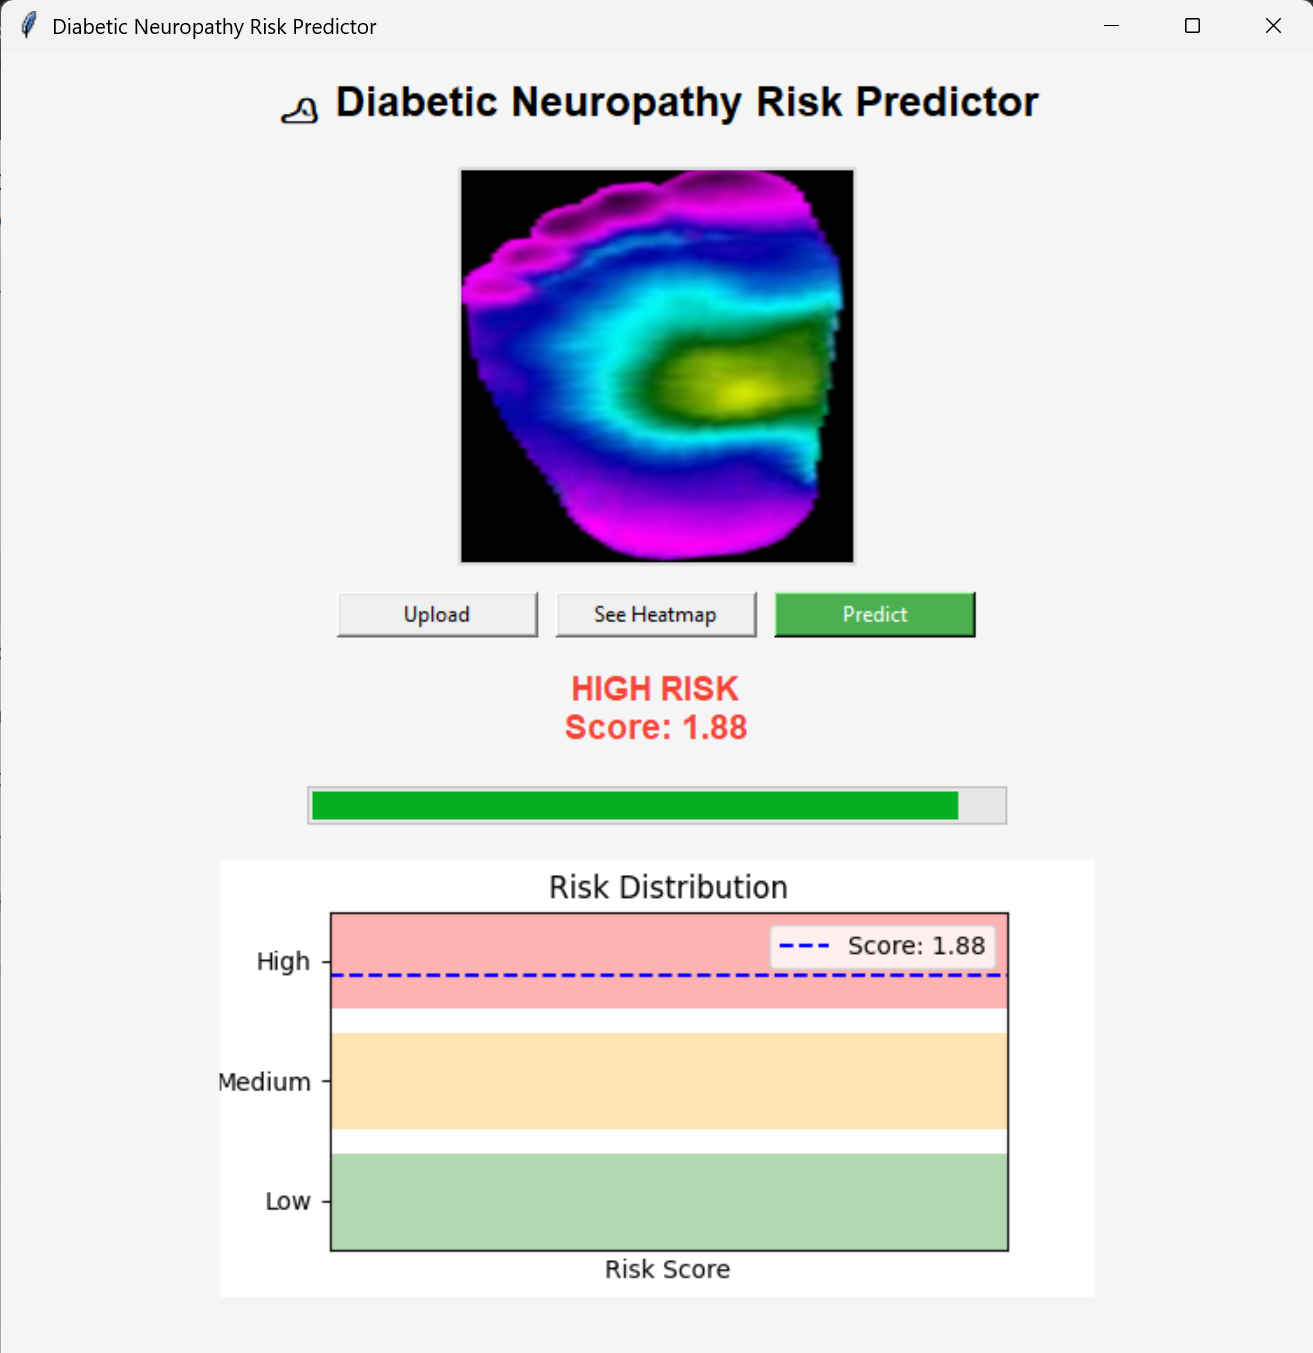 Diabetic Neuropathy Risk Predictor
Diabetic Neuropathy Risk Predictor
Upload See Heatmap Predict
HIGH RISK
Score: 1.88
Risk Distribution
Score: 1.88
High
Medium
Low
Risk Score